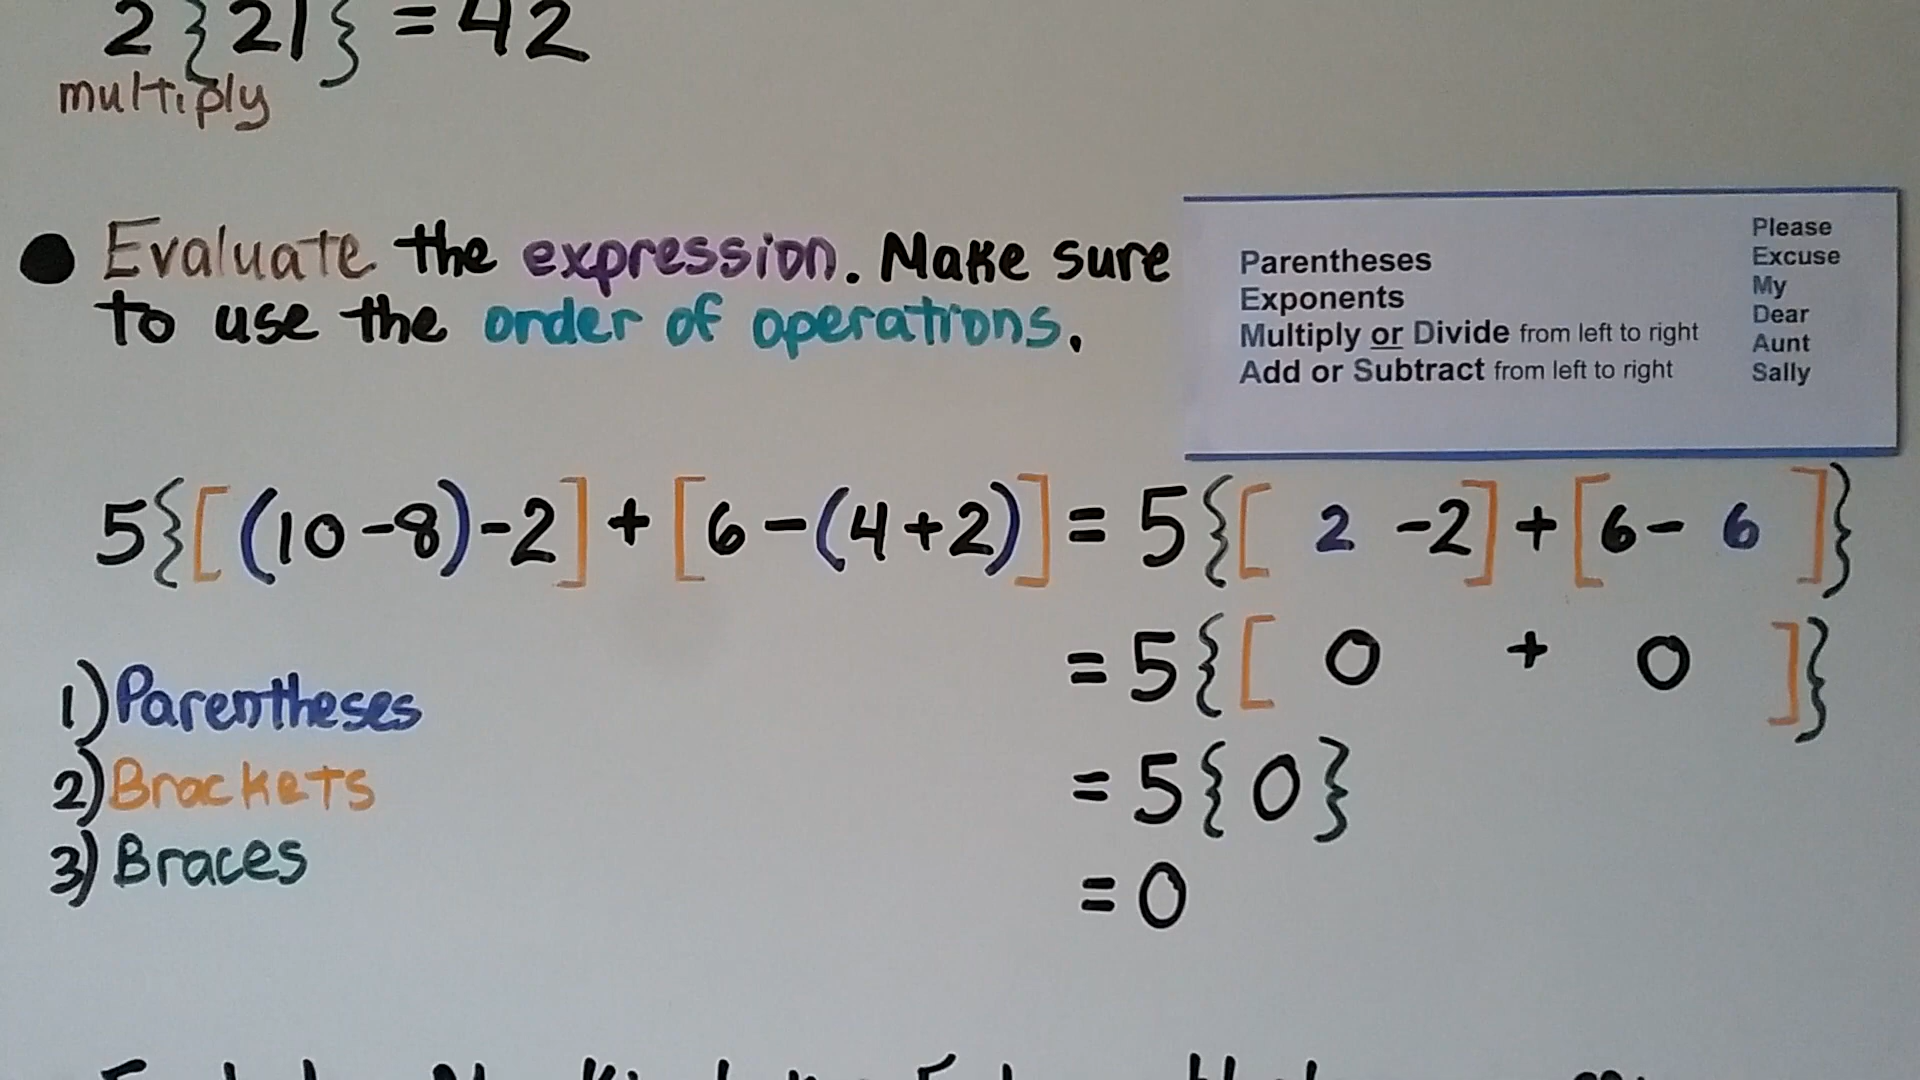 2{21} = 42
multiply
● Evaluate the expression. Make sure
to use the order of operations.
Parentheses
Exponents
Multiply or Divide from left to right
Add or Subtract from left to right
Please
Excuse
My
Dear
Aunt
Sally
5{[(10-8)-2]+[6-(4+2)]=5{[ 2 -2]+[6- 6 ]}
=5{[ 0 + 0 ]}
=5{0}
=0
1) Parentheses
2) Brackets
3) Braces